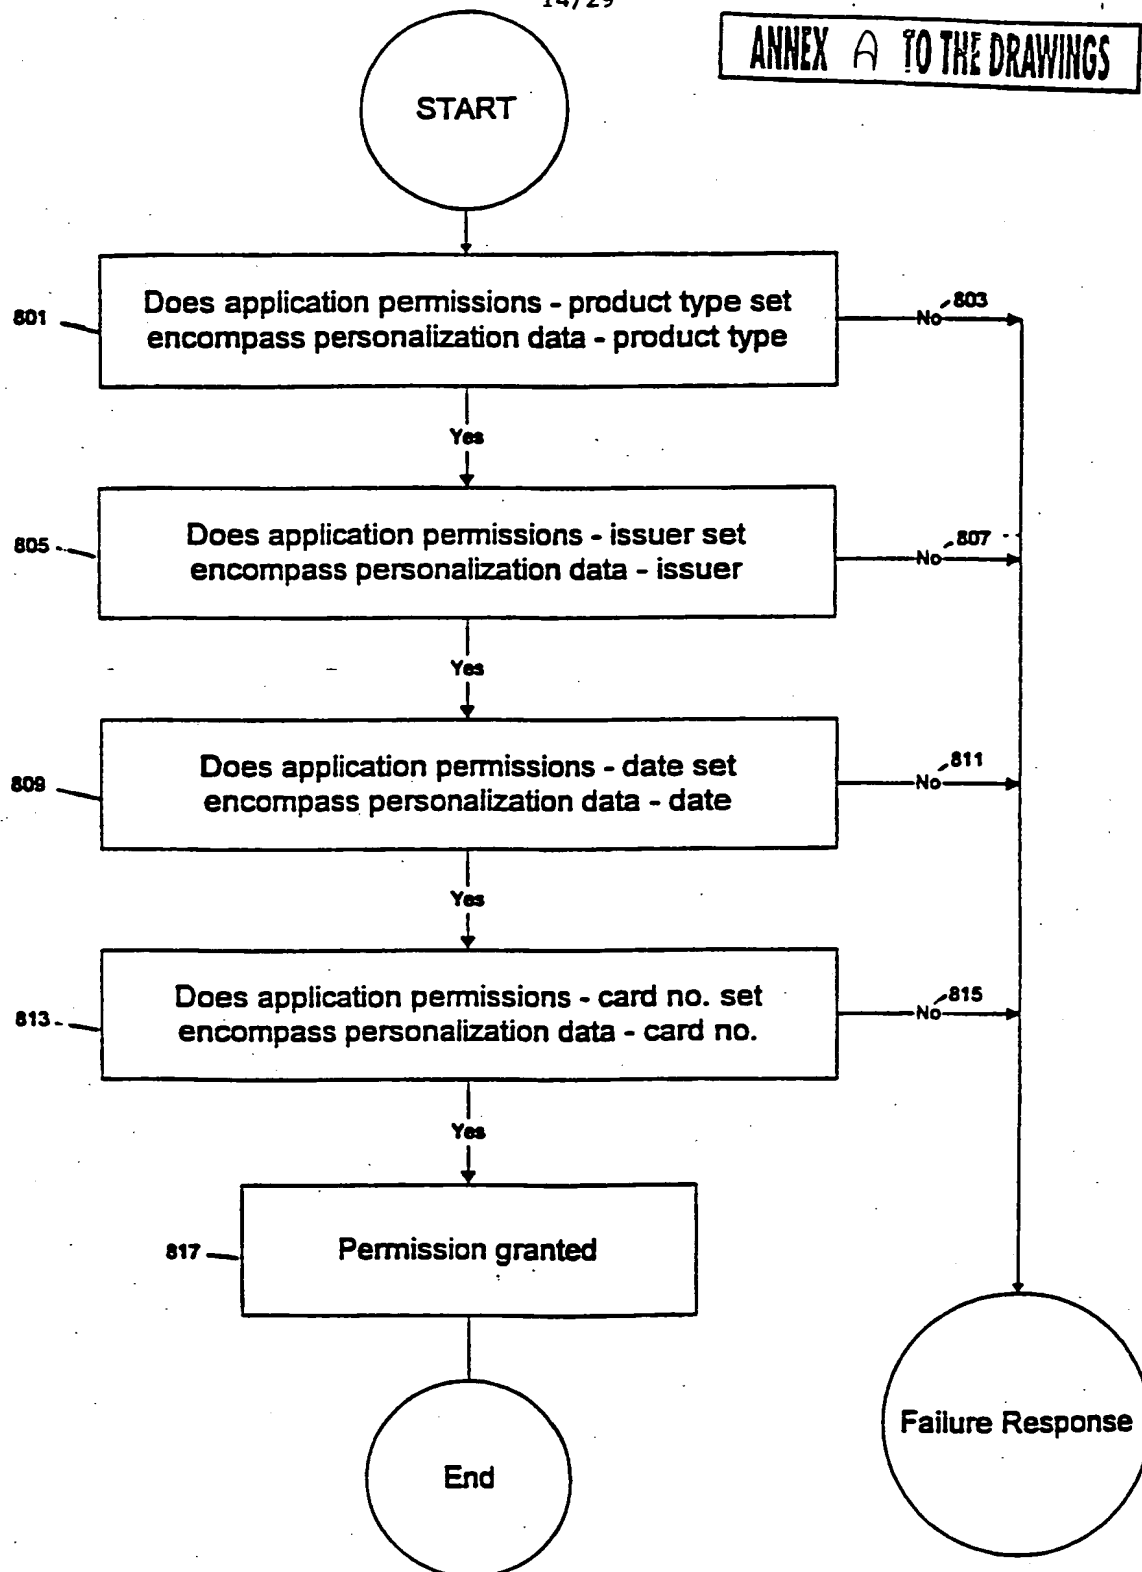 14/29
ANNEX A TO THE DRAWINGS
START
801
Does application permissions - product type set
encompass personalization data - product type
No
803
Yes
805
Does application permissions - issuer set
encompass personalization data - issuer
No
807
Yes
809
Does application permissions - date set
encompass personalization data - date
No
811
Yes
813
Does application permissions - card no. set
encompass personalization data - card no.
No
815
Yes
817
Permission granted
End
Failure Response